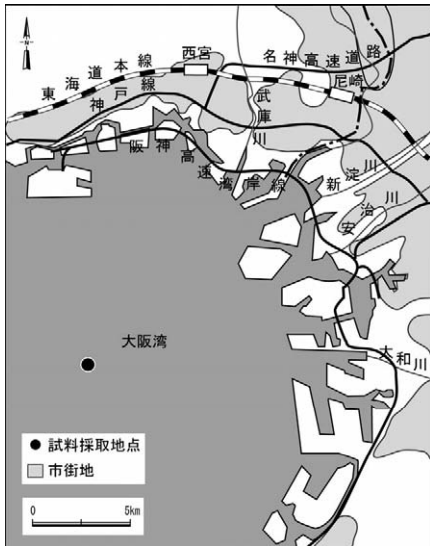 N
東海道本線
西宮
名神高速道路
尼崎
神戸線
武庫川
阪神高速湾岸線
新淀川
安治川
大阪湾
大和川
試料採取地点
市街地
0
5km